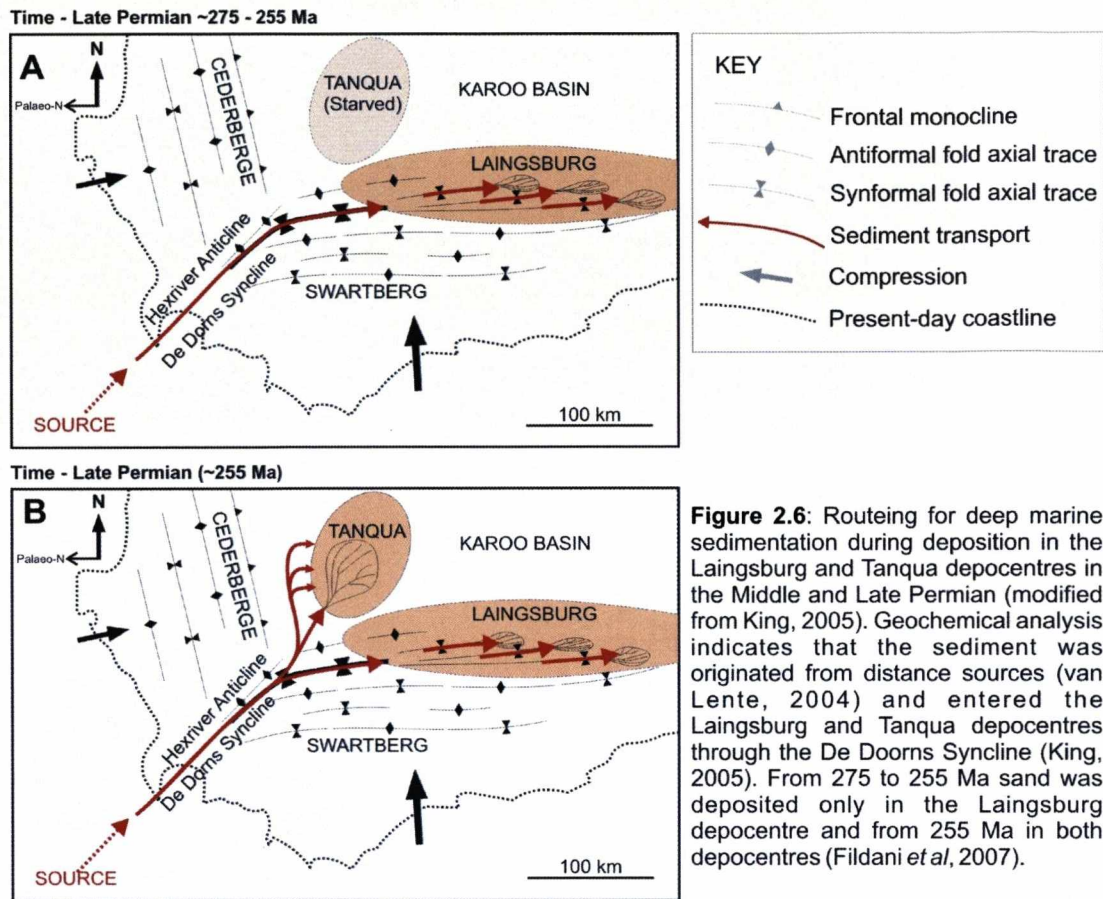 Time - Late Permian ~275 - 255 Ma
A
N
Palaeo-N
CEDERBERGE
TANQUA
(Starved)
KAROO BASIN
LAINGSBURG
Hexriver Anticline
De Dorns Syncline
SWARTBERG
SOURCE
100 km
KEY
Frontal monocline
Antiformal fold axial trace
Synformal fold axial trace
Sediment transport
Compression
Present-day coastline
Time - Late Permian (~255 Ma)
B
N
Palaeo-N
CEDERBERGE
TANQUA
KAROO BASIN
LAINGSBURG
Hexriver Anticline
De Dorns Syncline
SWARTBERG
SOURCE
100 km
Figure 2.6: Routeing for deep marine
sedimentation during deposition in the
Laingsburg and Tanqua depocentres in
the Middle and Late Permian (modified
from King, 2005). Geochemical analysis
indicates that the sediment was
originated from distance sources (van
Lente, 2004) and entered the
Laingsburg and Tanqua depocentres
through the De Doorns Syncline (King,
2005). From 275 to 255 Ma sand was
deposited only in the Laingsburg
depocentre and from 255 Ma in both
depocentres (Fildani et al, 2007).